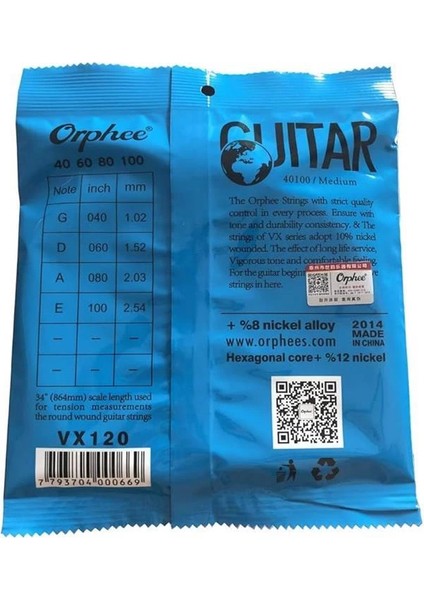 Orphee®
40 60 80 100
Note inch mm
G 040 1.02
D 060 1.52
A 080 2.03
E 100 2.54
– – –
– – –
34" (864mm) scale length used
for tension measurements
the round wound guitar strings
VX120
7 793704 000669
GUITAR
40100 / Medium
The Orphee Strings with strict quality
control in every process. Ensure with
tone and durability consistency. & The
strings of VX series adopt 10% nickel
Wounded. The effect of long life service,
Vigorous tone and comfortable feeling.
For the guitar
strings in here.
Orphee
+ %8 nickel alloy
2014
www.orphees.com
MADE
IN CHINA
Hexagonal core+ %12 nickel